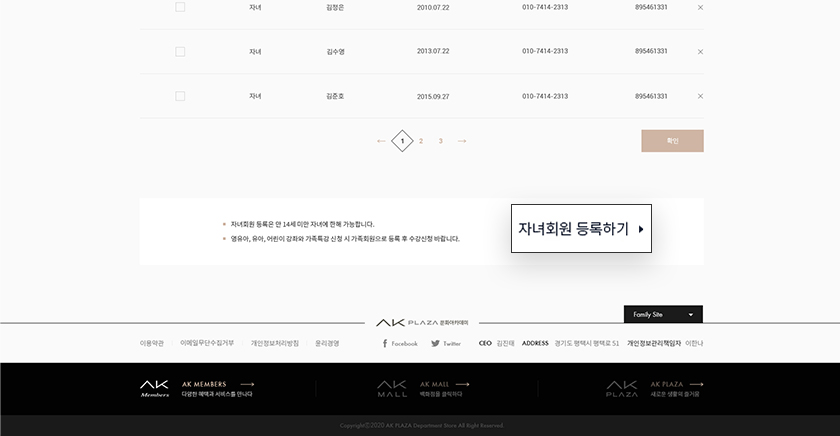 자녀 김정은 2010.07.22 010-7414-2313 895461331 ×
자녀 김수영 2013.07.22 010-7414-2313 895461331 ×
자녀 김준호 2015.09.27 010-7414-2313 895461331 ×
← 1 2 3 → 확인
자녀회원 등록은 만 14세 미만 자녀에 한해 가능합니다.
영유아, 유아, 어린이 강좌와 가족특강 신청 시 가족회원으로 등록 후 수강신청 바랍니다.
자녀회원 등록하기
Family Site
AK PLAZA 문화아카데미
이용약관 이메일무단수집거부 개인정보처리방침 윤리경영 Facebook Twitter CEO 김진태 ADDRESS 경기도 평택시 평택로 51 개인정보관리책임자 이한나
AK Members AK MEMBERS → 다양한 혜택과 서비스를 만나다
AK MALL AK MALL → 백화점을 클릭하다
AK PLAZA AK PLAZA → 새로운 생활의 즐거움
Copyrightⓒ2020 AK PLAZA Department Store All Right Reserved.